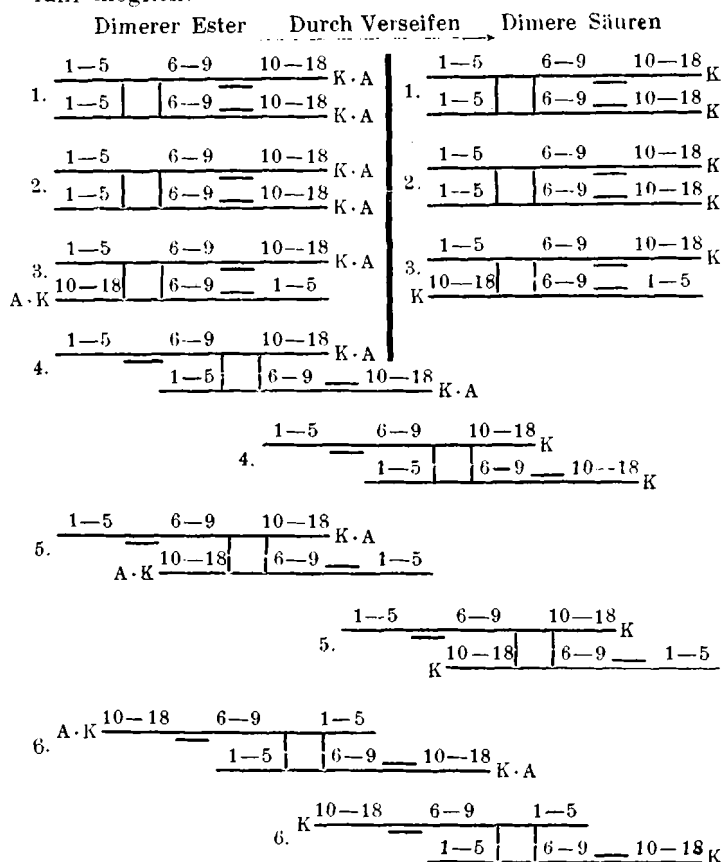 Dimerer Ester Durch Verseifen Dimere Säuren
1–5 6–9 10–18 K·A 1–5 6–9 10–18 K
1. 1–5 6–9 10–18 K·A 1. 1–5 6–9 10–18 K
1–5 6–9 10–18 K·A 1–5 6–9 10–18 K
2. 1–5 6–9 10–18 K·A 2. 1–5 6–9 10–18 K
1–5 6–9 10–18 K·A 1–5 6–9 10–18 K
3. A·K 10–18 6–9 1–5 3. K 10–18 6–9 1–5
1–5 6–9 10–18 K·A
4. 1–5 6–9 10–18 K·A
1–5 6–9 10–18 K
4. 1–5 6–9 10–18 K
1–5 6–9 10–18 K·A
5. A·K 10–18 6–9 1–5
1–5 6–9 10–18 K
5. K 10–18 6–9 1–5
A·K 10–18 6–9 1–5
6. 1–5 6–9 10–18 K·A
K 10–18 6–9 1–5
6. 1–5 6–9 10–18 K